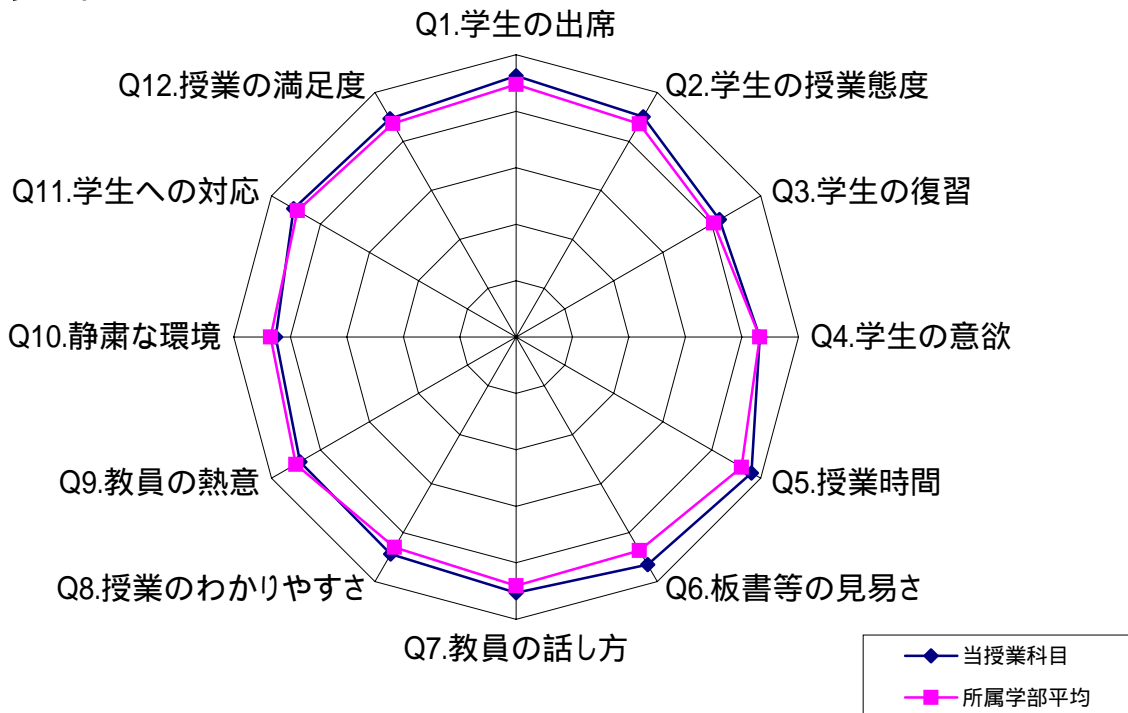 Q1.学生の出席
Q2.学生の授業態度
Q3.学生の復習
Q4.学生の意欲
Q5.授業時間
Q6.板書等の見易さ
Q7.教員の話し方
Q8.授業のわかりやすさ
Q9.教員の熱意
Q10.静粛な環境
Q11.学生への対応
Q12.授業の満足度
当授業科目
所属学部平均